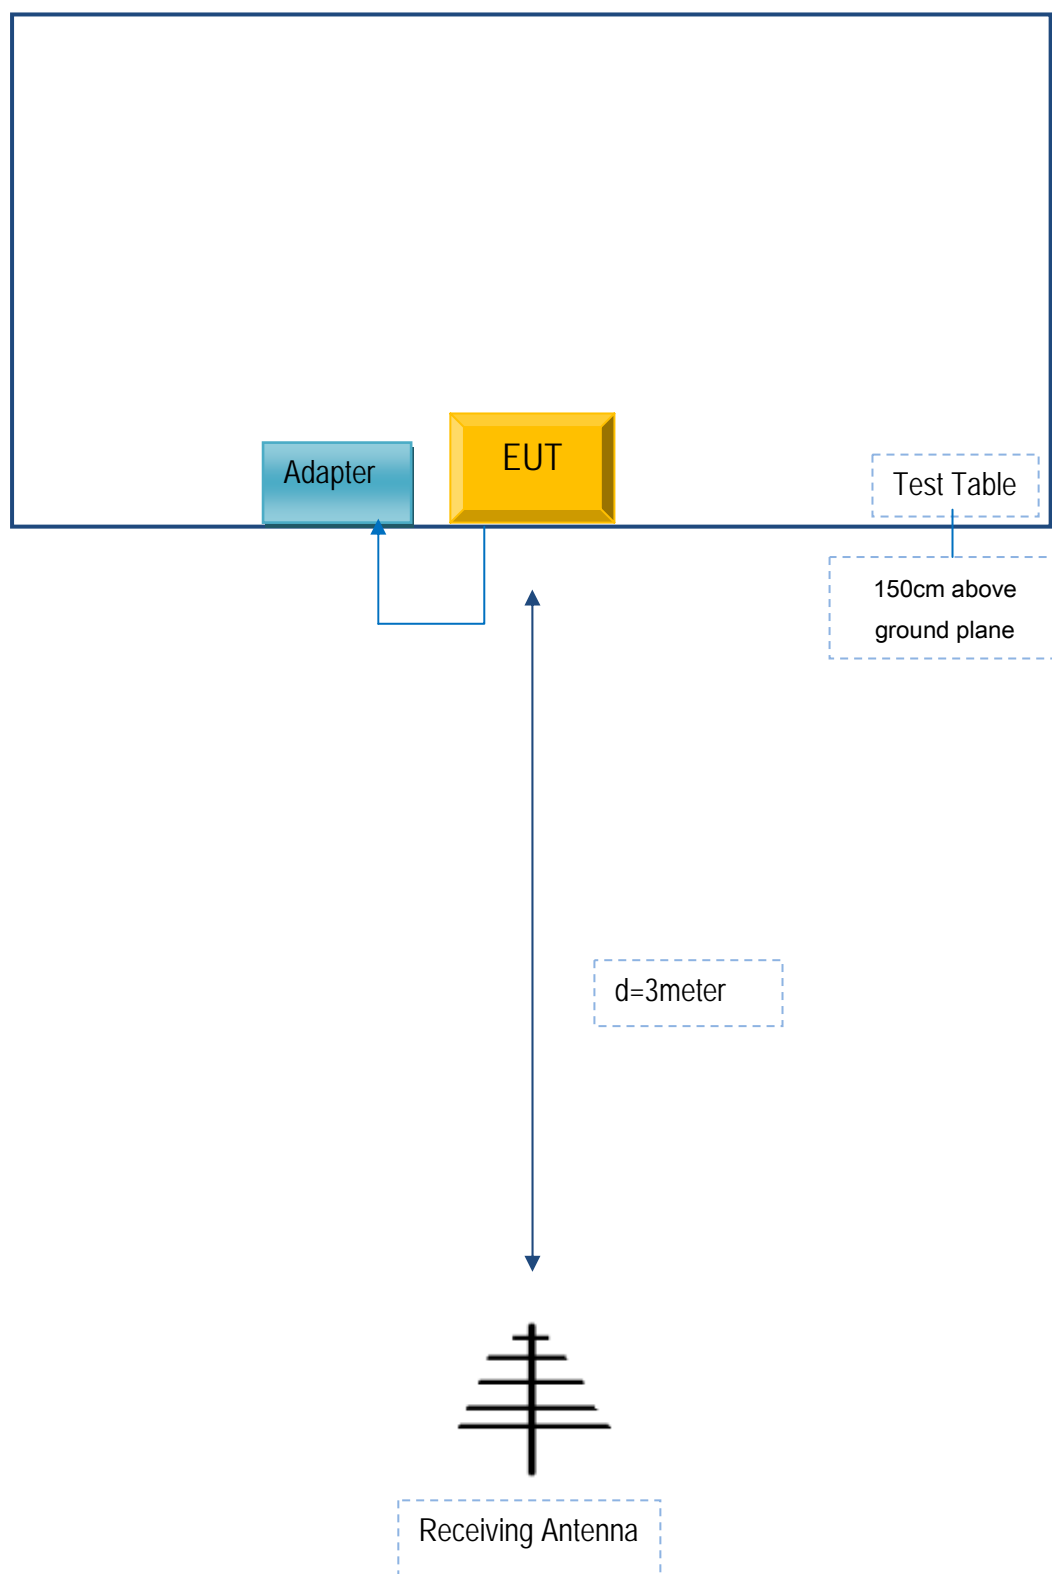 Adapter
EUT
Test Table
150cm above
ground plane
d=3meter
Receiving Antenna